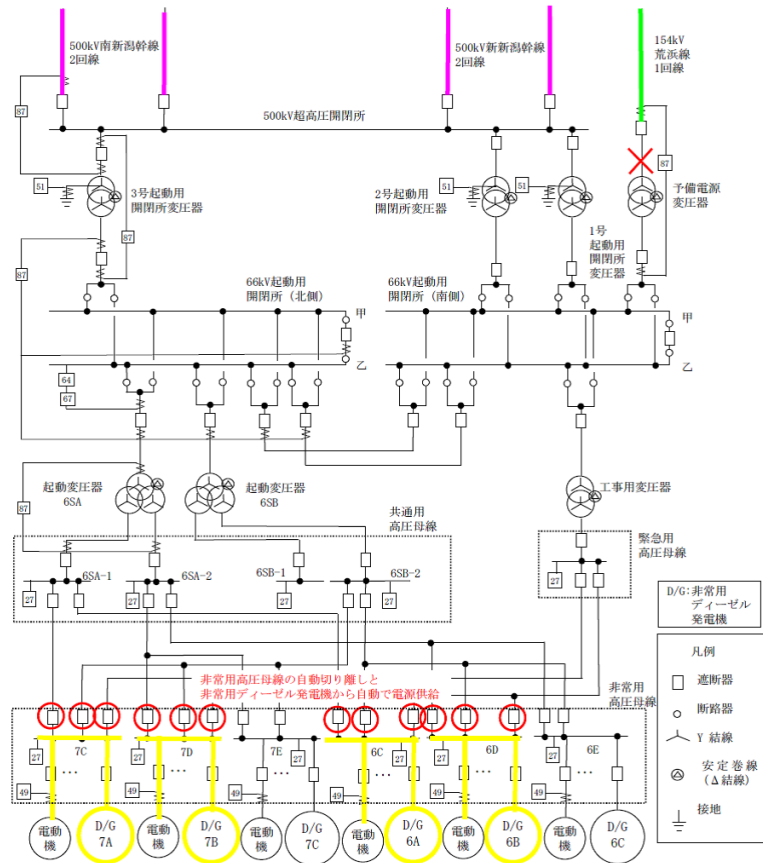 500kV南新潟幹線
2回線
500kV新新潟幹線
2回線
154kV
荒浜線
1回線
87
500kV超高圧開閉所
87
51
3号起動用
開閉所変圧器
51
2号起動用
開閉所変圧器
51
予備電源
変圧器
87
87
1号
起動用
開閉所
変圧器
66kV起動用
開閉所(北側)
66kV起動用
開閉所(南側)
甲
甲
乙
乙
64
67
起動変圧器
6SA
起動変圧器
6SB
工事用変圧器
87
共通用
高圧母線
緊急用
高圧母線
6SA-1
6SA-2
6SB-1
6SB-2
27
27
27
27
27
D/G:非常用
ディーゼル
発電機
凡例
遮断器
断路器
Y 結線
安定巻線
(Δ結線)
接地
非常用高圧母線の自動切り離しと
非常用ディーゼル発電機から自動で電源供給
非常用
高圧母線
7C
7D
7E
6C
6D
6E
27
27
27
27
27
27
…
…
…
…
…
…
49
49
49
49
49
49
電動
機
D/G
7A
電動
機
D/G
7B
電動
機
D/G
7C
電動
機
D/G
6A
電動
機
D/G
6B
電動
機
D/G
6C